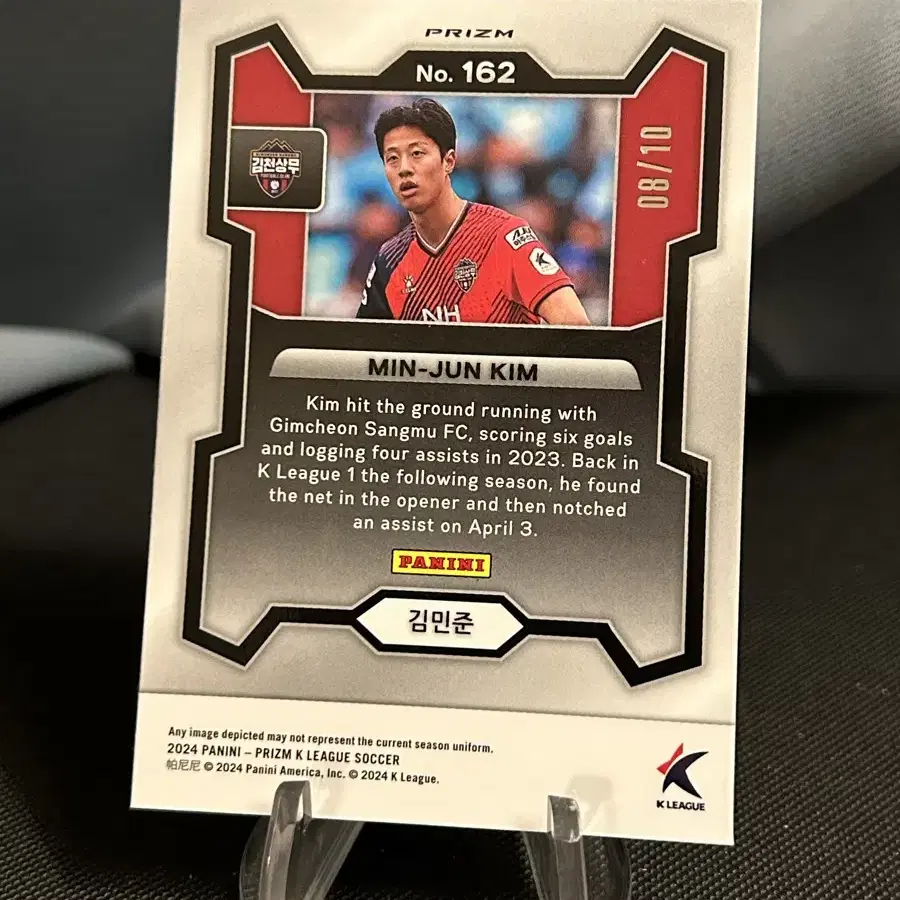 PRIZM
No. 162
김천상무
08/10
NH
MIN-JUN KIM
Kim hit the ground running with
Gimcheon Sangmu FC, scoring six goals
and logging four assists in 2023. Back in
K League 1 the following season, he found
the net in the opener and then notched
an assist on April 3.
PANINI
김민준
Any image depicted may not represent the current season uniform.
2024 PANINI – PRIZM K LEAGUE SOCCER
帕尼尼 © 2024 Panini America, Inc. © 2024 K League.
K LEAGUE